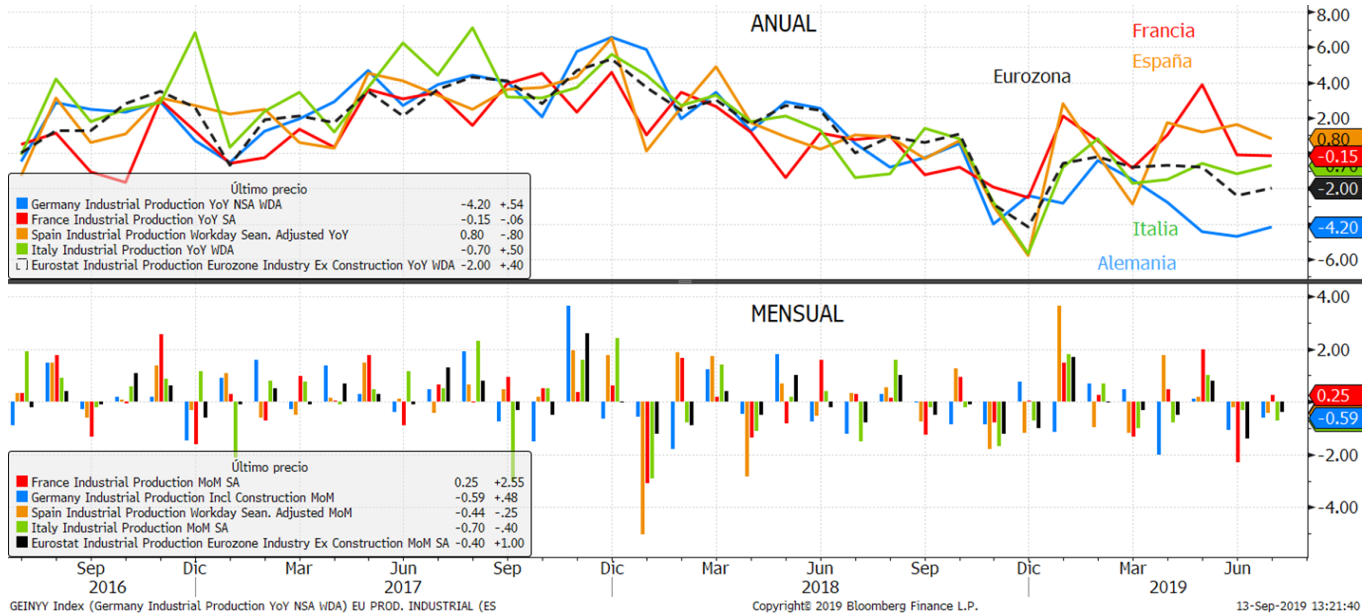 ANUAL
Francia
España
Eurozona
Italia
Alemania
8.00
6.00
4.00
2.00
0.80
-0.15
-0.70
-2.00
-4.20
-6.00
Último precio
Germany Industrial Production YoY NSA WDA -4.20 +.54
France Industrial Production YoY SA -0.15 -.06
Spain Industrial Production Workday Sean. Adjusted YoY 0.80 -.80
Italy Industrial Production YoY WDA -0.70 +.50
Eurostat Industrial Production Eurozone Industry Ex Construction YoY WDA -2.00 +.40
MENSUAL
4.00
2.00
0.25
-0.59
-2.00
-4.00
Último precio
France Industrial Production MoM SA 0.25 +2.55
Germany Industrial Production Incl Construction MoM -0.59 +.48
Spain Industrial Production Workday Sean. Adjusted MoM -0.44 -.25
Italy Industrial Production MoM SA -0.70 -.40
Eurostat Industrial Production Eurozone Industry Ex Construction MoM SA -0.40 +1.00
Sep Dic Mar Jun Sep Dic Mar Jun Sep Dic Mar Jun
2016 2017 2018 2019
GEINYY Index (Germany Industrial Production YoY NSA WDA) EU PROD. INDUSTRIAL (ES Copyright© 2019 Bloomberg Finance L.P. 13-Sep-2019 13:21:40